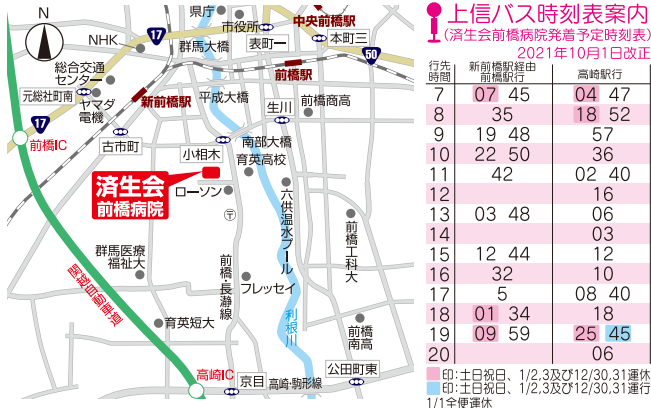 N
県庁
市役所
17
中央前橋駅
NHK
群馬大橋
表町一
本町三
50
総合交通
センター
前橋駅
元総社町南
ヤマダ
電機
新前橋駅
平成大橋
生川
前橋商高
17
前橋IC
古市町
小相木
南部大橋
育英高校
済生会
前橋病院
ローソン
〒
六供温水プール
前橋工科大
群馬医療
福祉大
前橋・長瀞線
フレッセイ
関越自動車道
利根川
育英短大
前橋
南高
高崎IC
京目
高崎・駒形線
公田町東
上信バス時刻表案内
(済生会前橋病院発着予定時刻表)
2021年10月1日改正
行先
時間
新前橋駅経由
前橋駅行
高崎駅行
7 07 45 04 47
8 35 18 52
9 19 48 57
10 22 50 36
11 42 02 40
12 16
13 03 48 06
14 03
15 12 44 12
16 32 10
17 5 08 40
18 01 34 18
19 09 59 25 45
20 06
印:土日祝日、1/2,3及び12/30,31運休
印:土日祝日、1/2,3及び12/30,31運行
1/1全便運休